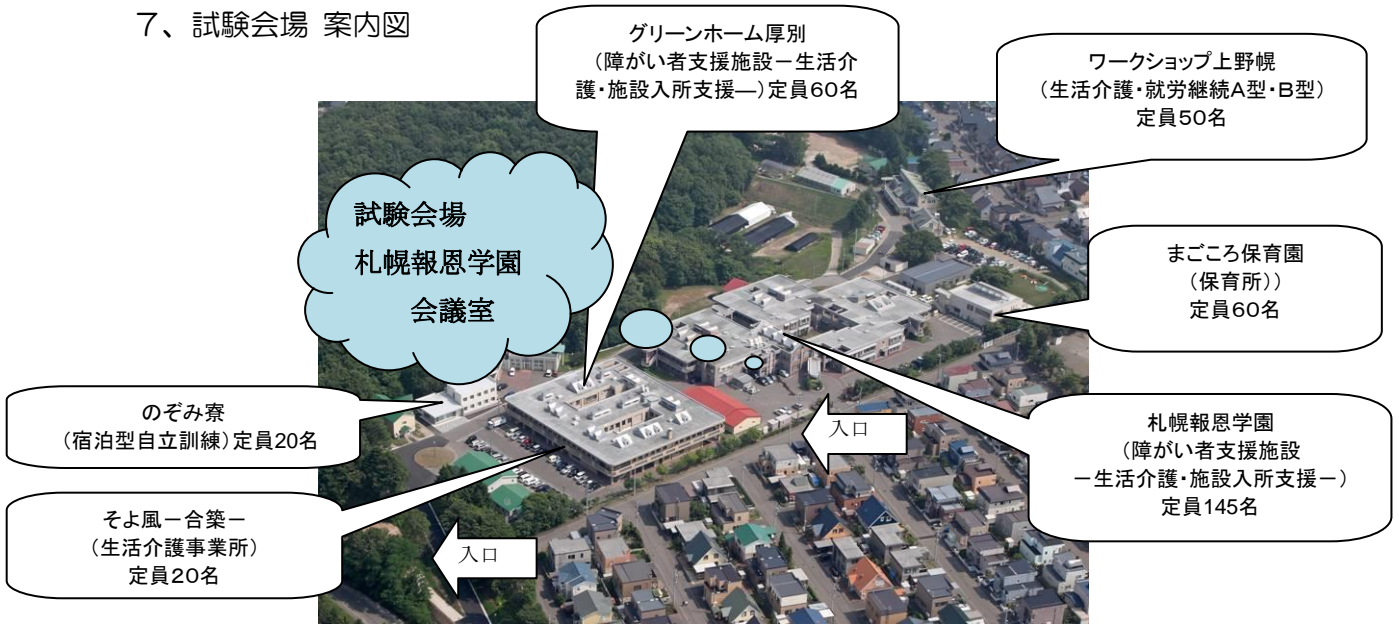 7、試験会場 案内図
グリーンホーム厚別
(障がい者支援施設-生活介
護・施設入所支援―)定員60名
ワークショップ上野幌
(生活介護・就労継続A型・B型)
定員50名
試験会場
札幌報恩学園
会議室
まごころ保育園
(保育所))
定員60名
のぞみ寮
(宿泊型自立訓練)定員20名
入口
札幌報恩学園
(障がい者支援施設
-生活介護・施設入所支援-)
定員145名
そよ風-合築-
(生活介護事業所)
定員20名
入口